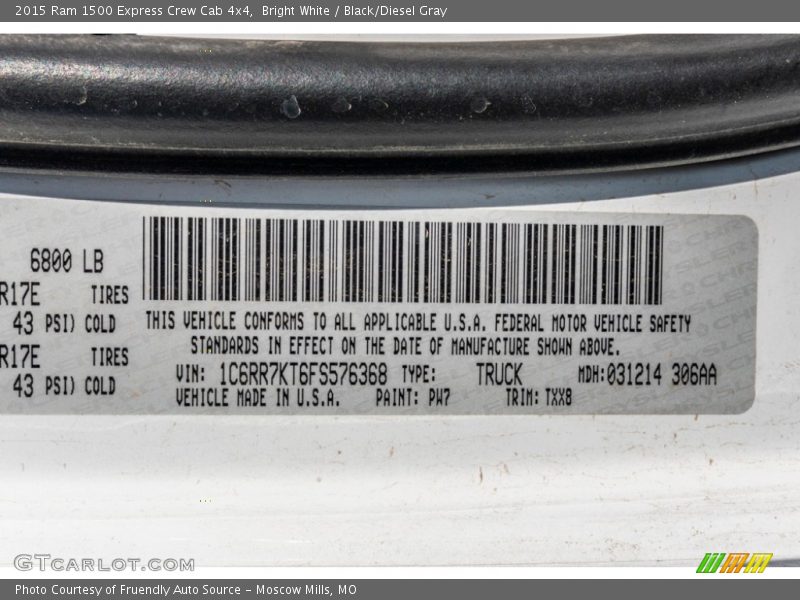 2015 Ram 1500 Express Crew Cab 4x4, Bright White / Black/Diesel Gray
6800 LB
R17E TIRES
43 PSI) COLD
R17E TIRES
43 PSI) COLD
THIS VEHICLE CONFORMS TO ALL APPLICABLE U.S.A. FEDERAL MOTOR VEHICLE SAFETY
STANDARDS IN EFFECT ON THE DATE OF MANUFACTURE SHOWN ABOVE.
VIN: 1C6RR7KT6FS576368 TYPE: TRUCK MDH:031214 306AA
VEHICLE MADE IN U.S.A. PAINT: PW7 TRIM: TXX8
GTCARLOT.COM
Photo Courtesy of Fruendly Auto Source - Moscow Mills, MO